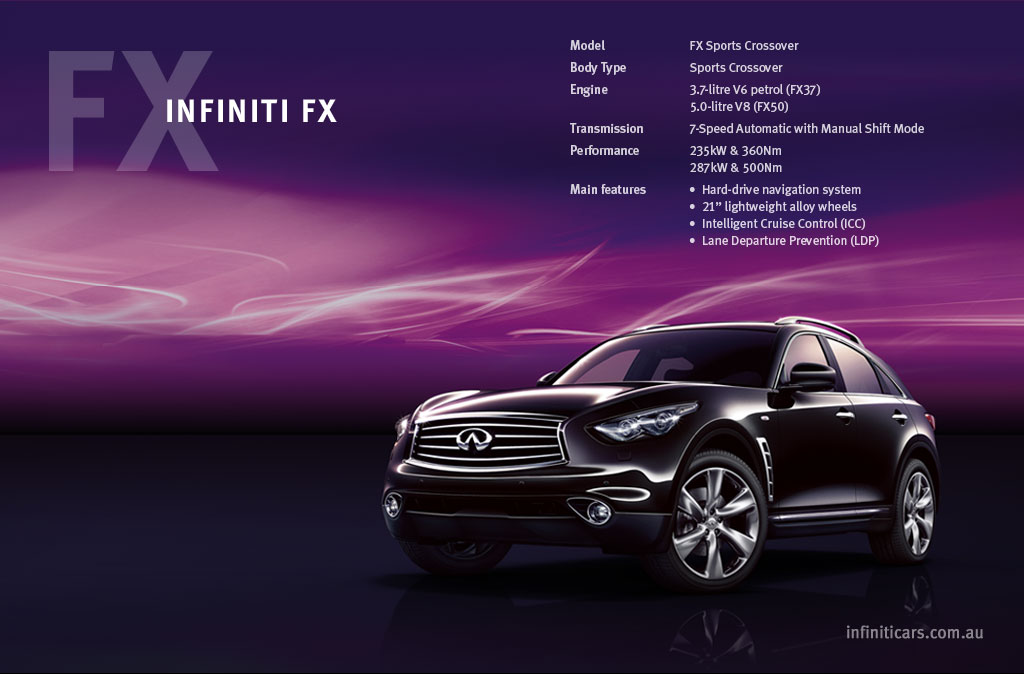 FX
INFINITI FX
Model FX Sports Crossover
Body Type Sports Crossover
Engine 3.7-litre V6 petrol (FX37)
5.0-litre V8 (FX50)
Transmission 7-Speed Automatic with Manual Shift Mode
Performance 235kW & 360Nm
287kW & 500Nm
Main features • Hard-drive navigation system
• 21” lightweight alloy wheels
• Intelligent Cruise Control (ICC)
• Lane Departure Prevention (LDP)
infiniticars.com.au